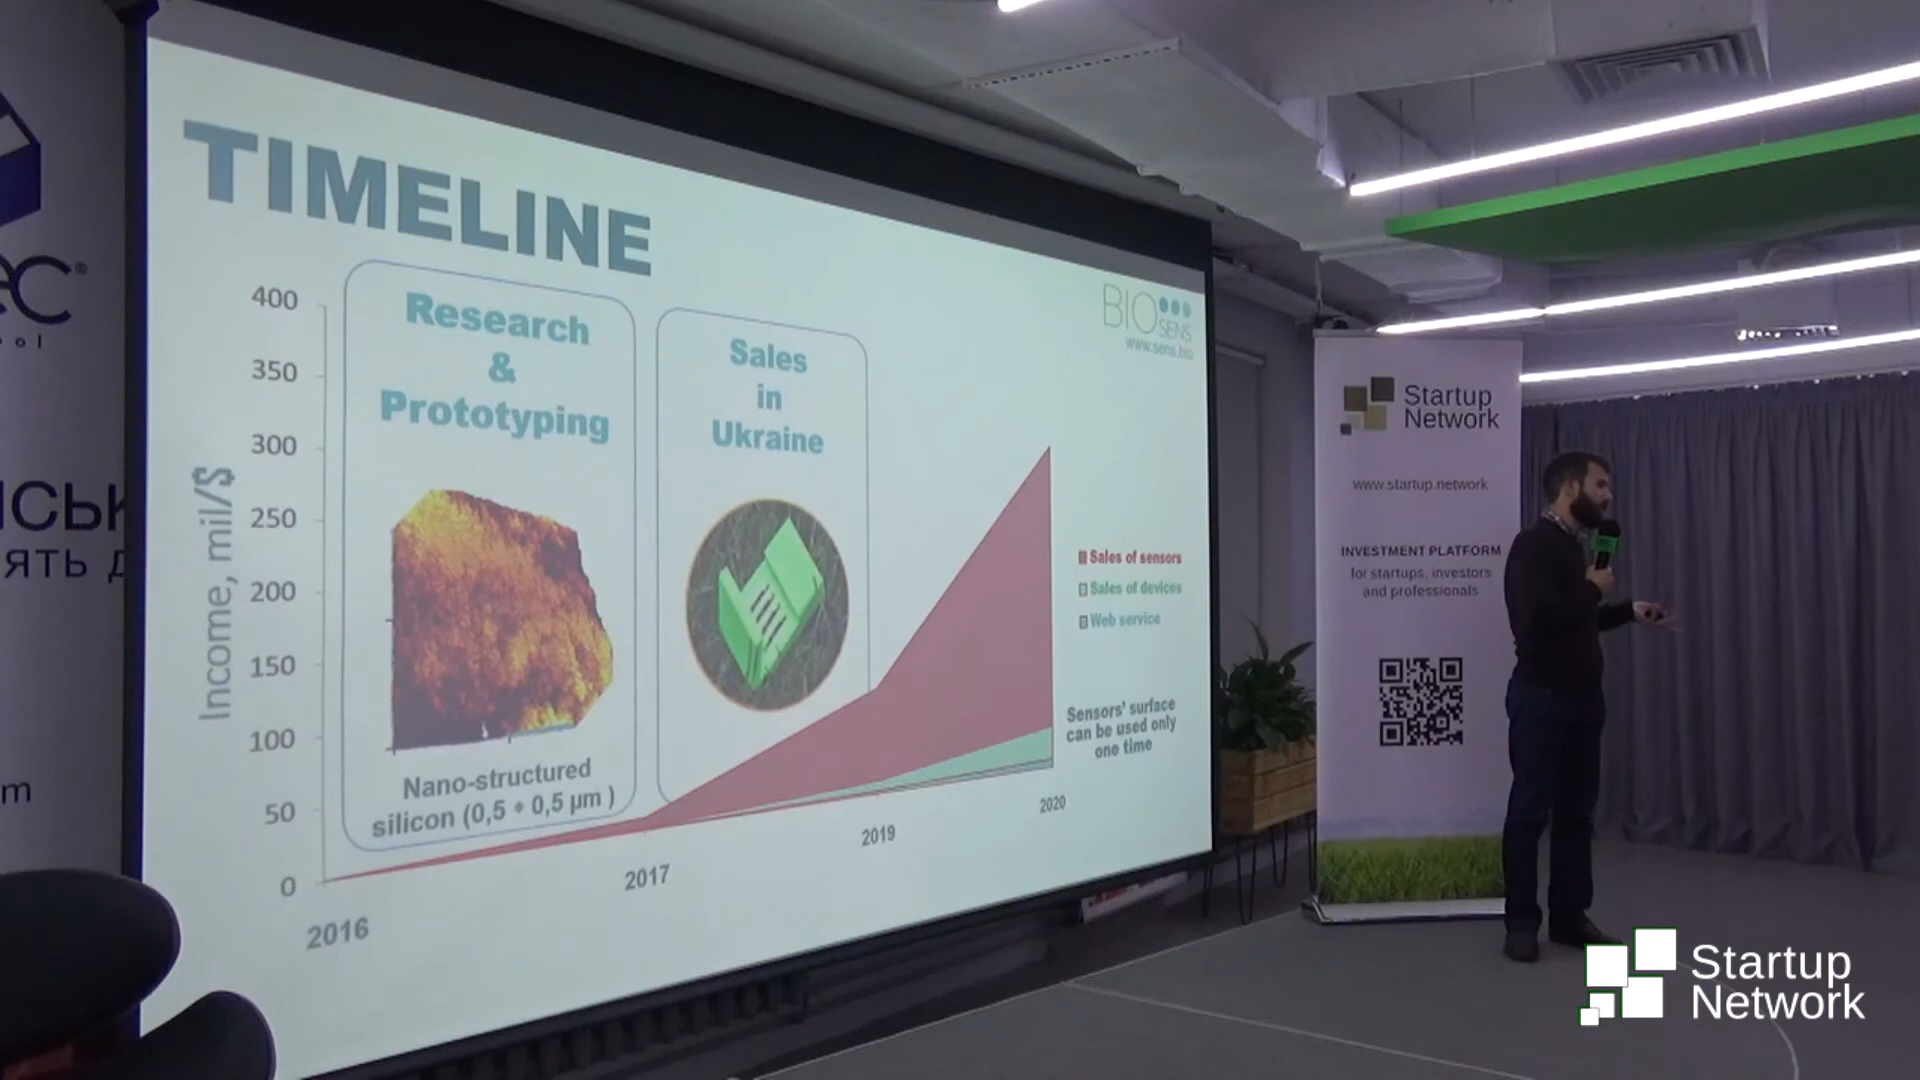 TIMELINE
BIO
SENS
www.sens.bio
Income, mil/$
400
350
300
250
200
150
100
50
0
Research
&
Prototyping
Nano-structured
silicon (0,5 * 0,5 µm )
Sales
in
Ukraine
2016
2017
2019
2020
Sales of sensors
Sales of devices
Web service
Sensors' surface
can be used only
one time
Startup
Network
www.startup.network
INVESTMENT PLATFORM
for startups, investors
and professionals
Startup
Network